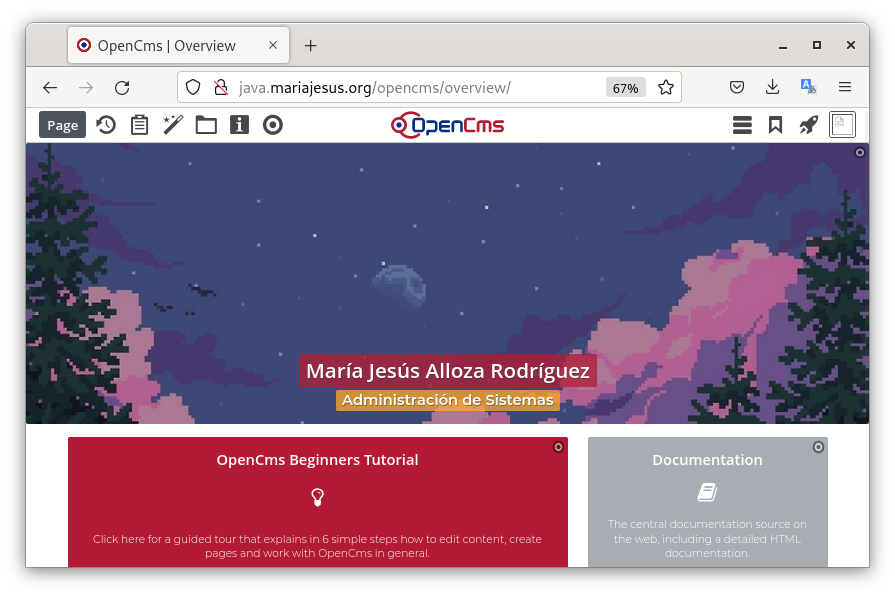 OpenCms | Overview
java.mariajesus.org/opencms/overview/
67%
Page
OpenCms
María Jesús Alloza Rodríguez
Administración de Sistemas
OpenCms Beginners Tutorial
Click here for a guided tour that explains in 6 simple steps how to edit content, create
pages and work with OpenCms in general.
Documentation
The central documentation source on
the web, including a detailed HTML
documentation.